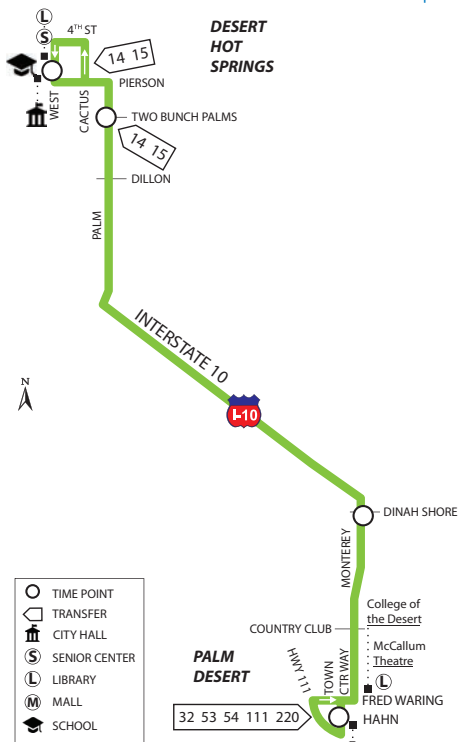 L
S
4TH ST
14 15
DESERT
HOT
SPRINGS
PIERSON
WEST
CACTUS
TWO BUNCH PALMS
14 15
DILLON
PALM
INTERSTATE 10
I-10
N
DINAH SHORE
MONTEREY
College of
the Desert
COUNTRY CLUB
McCallum
Theatre
L
PALM
DESERT
HWY 111
TOWN
CTR WAY
FRED WARING
HAHN
32 53 54 111 220
TIME POINT
TRANSFER
CITY HALL
S SENIOR CENTER
L LIBRARY
M MALL
SCHOOL